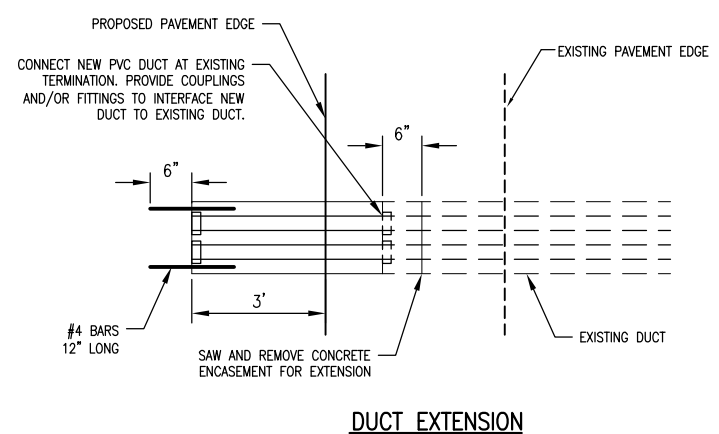 PROPOSED PAVEMENT EDGE
EXISTING PAVEMENT EDGE
CONNECT NEW PVC DUCT AT EXISTING
TERMINATION. PROVIDE COUPLINGS
AND/OR FITTINGS TO INTERFACE NEW
DUCT TO EXISTING DUCT.
6"
6"
3'
#4 BARS
12" LONG
SAW AND REMOVE CONCRETE
ENCASEMENT FOR EXTENSION
EXISTING DUCT
DUCT EXTENSION